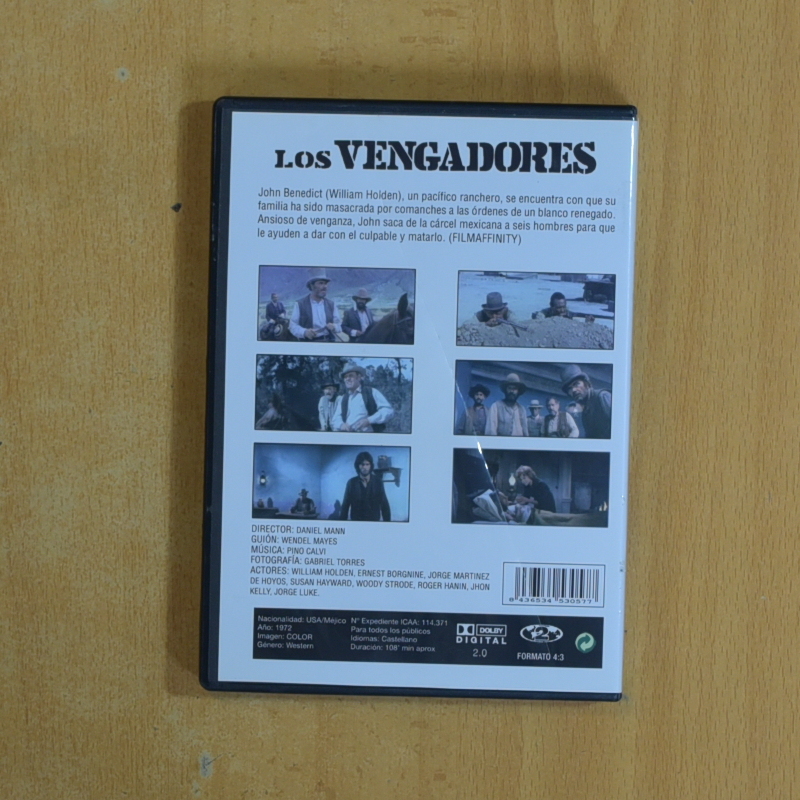 LOS VENGADORES
John Benedict (William Holden), un pacífico ranchero, se encuentra con que su
familia ha sido masacrada por comanches a las órdenes de un blanco renegado.
Ansioso de venganza, John saca de la cárcel mexicana a seis hombres para que
le ayuden a dar con el culpable y matarlo. (FILMAFFINITY)
DIRECTOR: DANIEL MANN
GUIÓN: WENDEL MAYES
MÚSICA: PINO CALVI
FOTOGRAFÍA: GABRIEL TORRES
ACTORES: WILLIAM HOLDEN, ERNEST BORGNINE, JORGE MARTINEZ
DE HOYOS, SUSAN HAYWARD, WOODY STRODE, ROGER HANIN, JHON
KELLY, JORGE LUKE.
8 436534 530577
Nacionalidad: USA/Méjico
Año: 1972
Imagen: COLOR
Género: Western
Nº Expediente ICAA: 114.371
Para todos los públicos
Idiomas: Castellano
Duración: 108' min aprox
DOLBY
DIGITAL
2.0
2
FORMATO 4:3